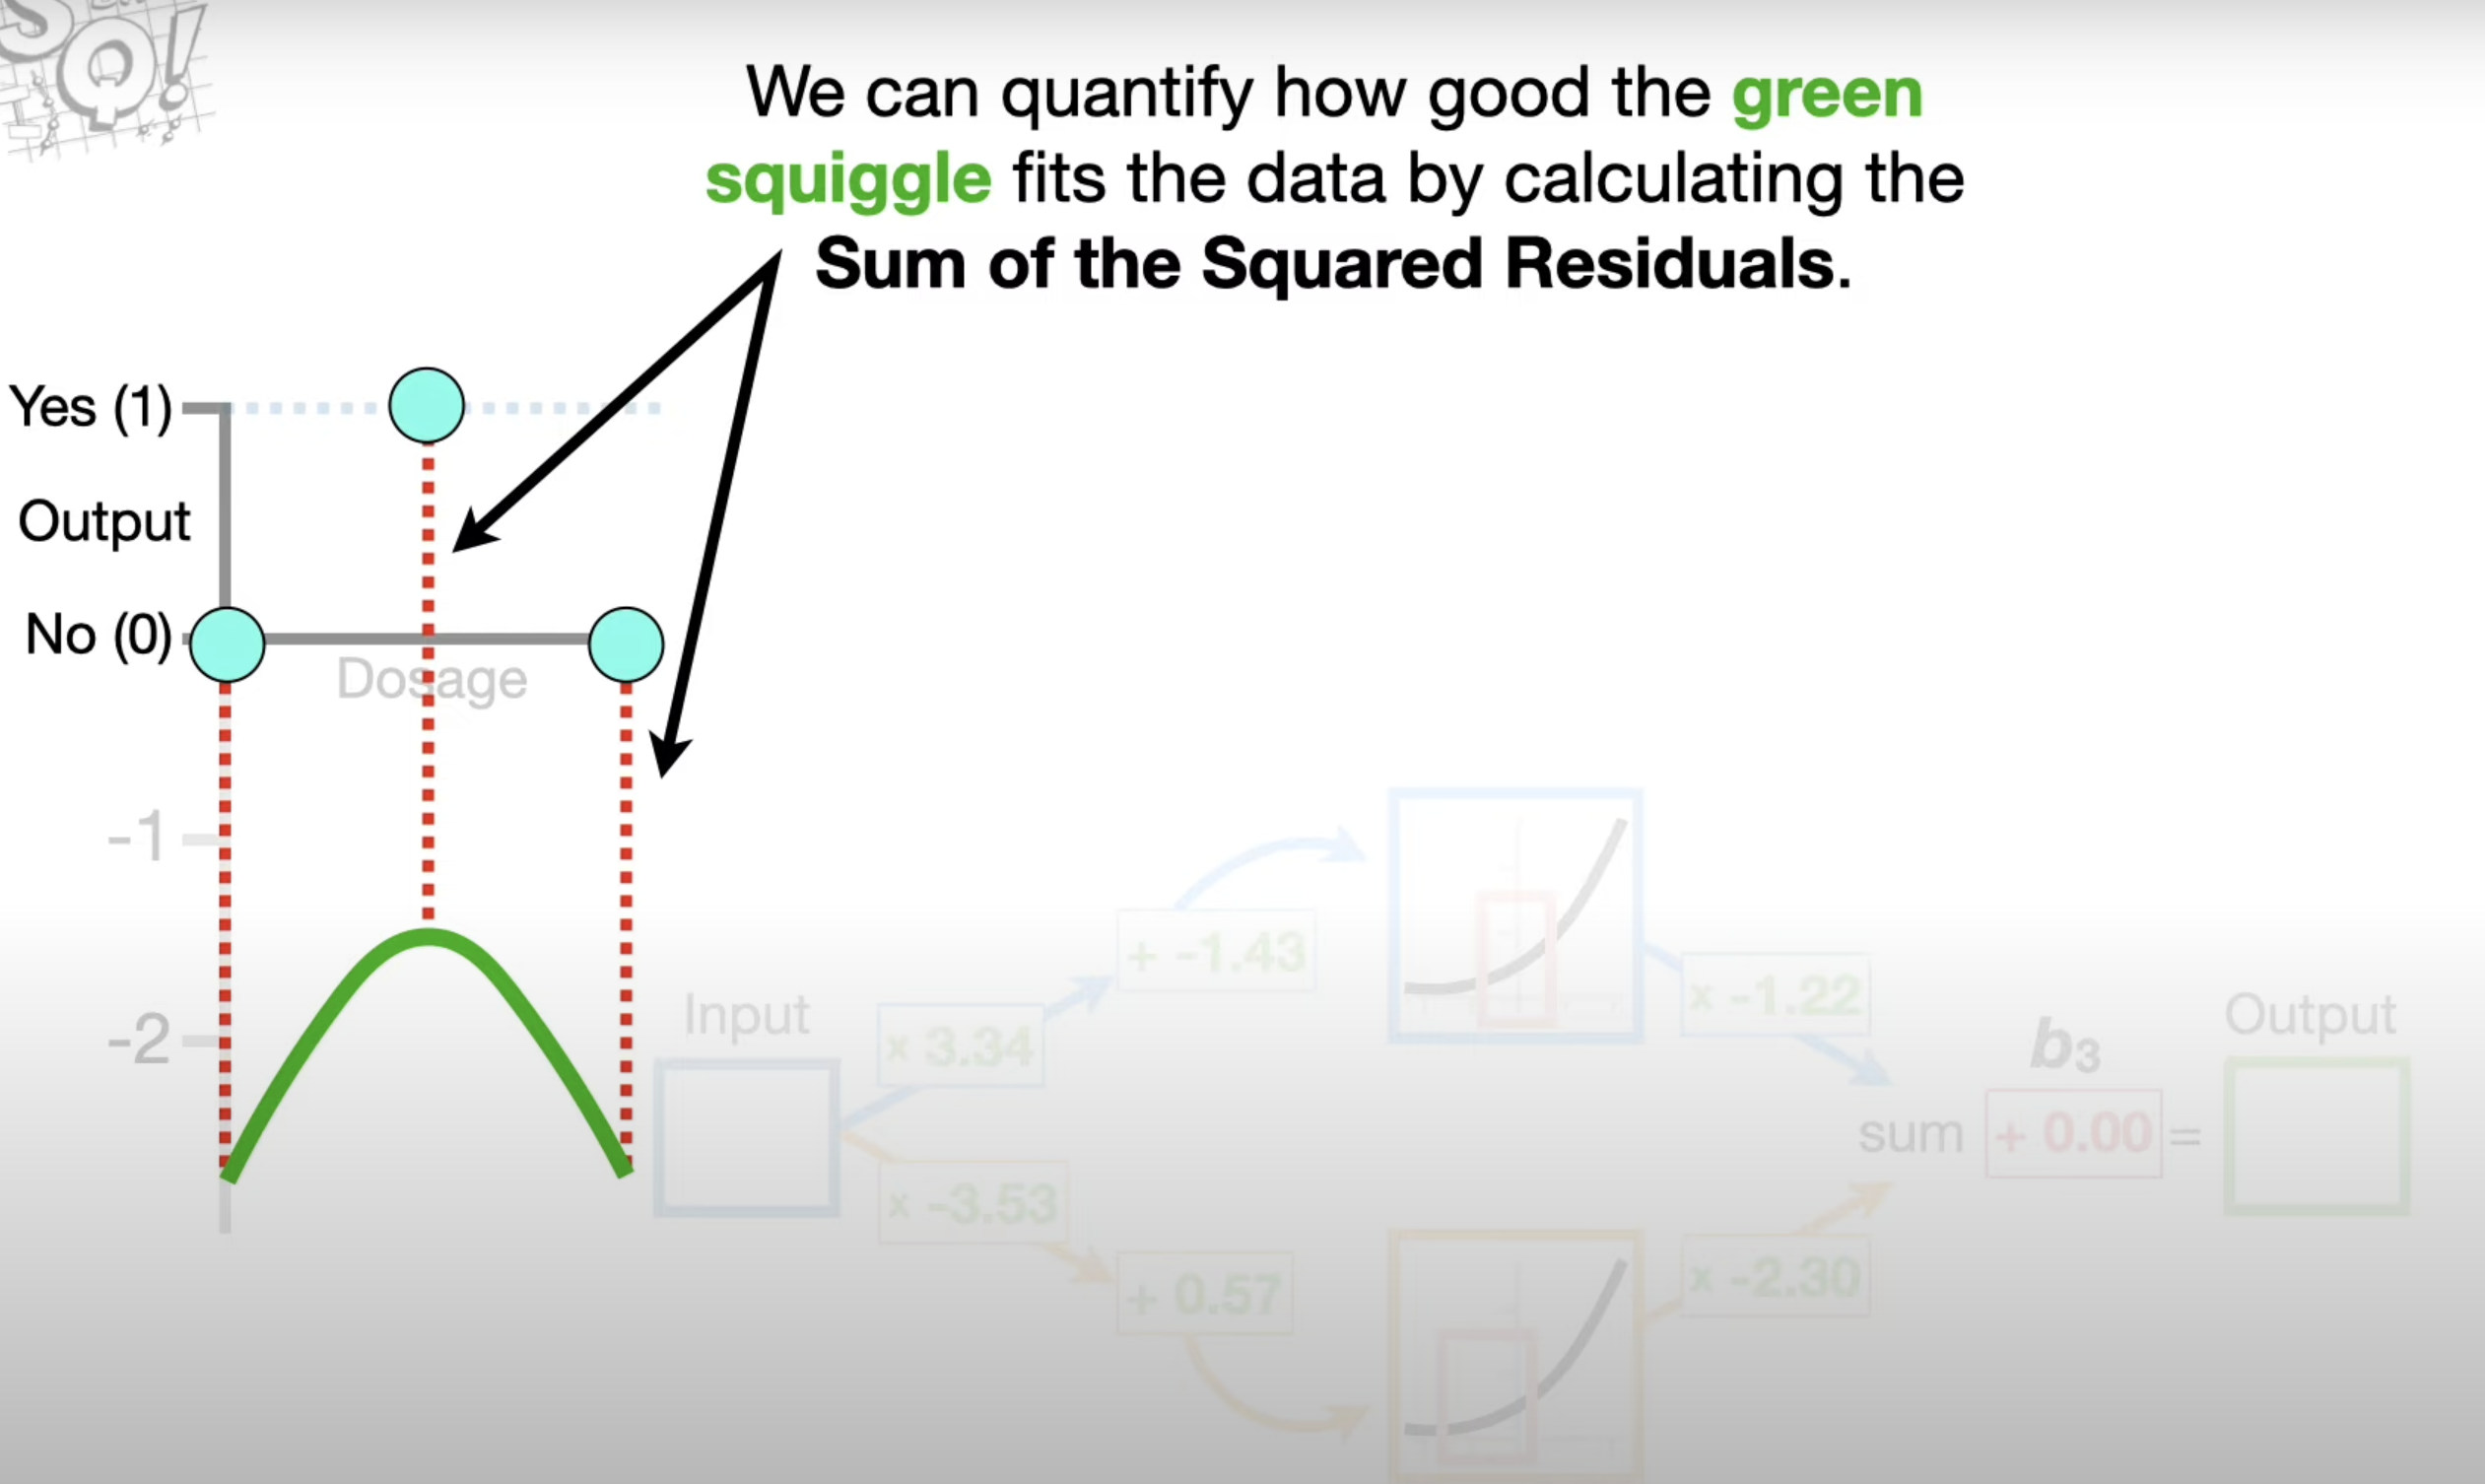 SQ!
We can quantify how good the green
squiggle fits the data by calculating the
Sum of the Squared Residuals.
Yes (1)
Output
No (0)
Dosage
-1
-2
Input
x 3.34
+ -1.43
x -1.22
x -3.53
+ 0.57
x -2.30
sum
b3
+ 0.00
=
Output